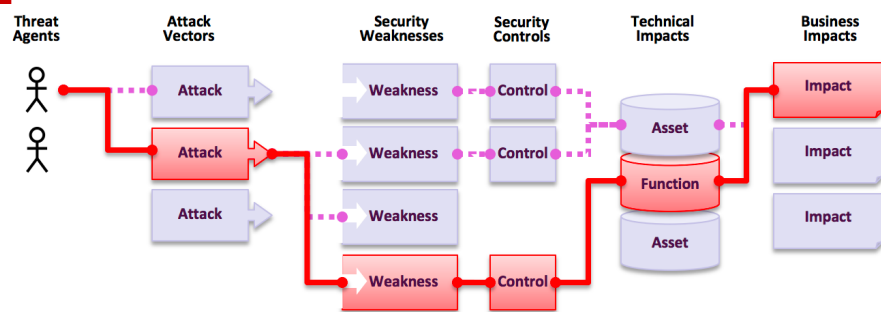 Threat
Agents
Attack
Vectors
Security
Weaknesses
Security
Controls
Technical
Impacts
Business
Impacts
Attack
Weakness
Control
Impact
Asset
Attack
Weakness
Control
Impact
Function
Attack
Weakness
Impact
Asset
Weakness
Control